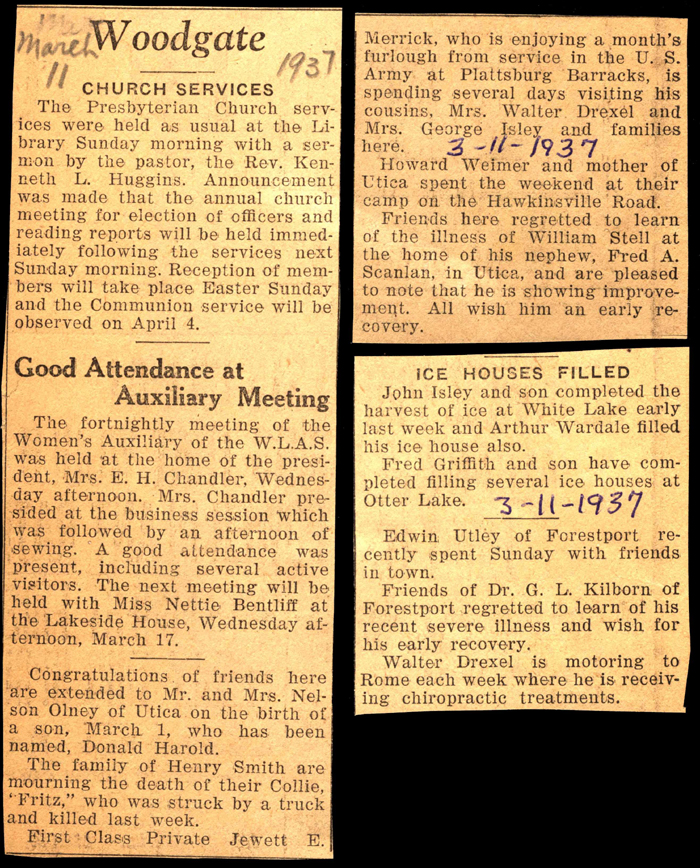 March
11
Woodgate
1937
CHURCH SERVICES
The Presbyterian Church serv-
ices were held as usual at the Li-
brary Sunday morning with a ser-
mon by the pastor, the Rev. Ken-
neth L. Huggins. Announcement
was made that the annual church
meeting for election of officers and
reading reports will be held immed-
iately following the services next
Sunday morning. Reception of mem-
bers will take place Easter Sunday
and the Communion service will be
observed on April 4.
Good Attendance at
Auxiliary Meeting
The fortnightly meeting of the
Women's Auxiliary of the W.L.A.S.
was held at the home of the presi-
dent, Mrs. E. H. Chandler, Wednes-
day afternoon. Mrs. Chandler pre-
sided at the business session which
was followed by an afternoon of
sewing. A good attendance was
present, including several active
visitors. The next meeting will be
held with Miss Nettie Bentliff at
the Lakeside House, Wednesday af-
ternoon, March 17.
Congratulations of friends here
are extended to Mr. and Mrs. Nel-
son Olney of Utica on the birth of
a son, March 1, who has been
named, Donald Harold.
The family of Henry Smith are
mourning the death of their Collie,
"Fritz," who was struck by a truck
and killed last week.
First Class Private Jewett E.
Merrick, who is enjoying a month's
furlough from service in the U. S.
Army at Plattsburg Barracks, is
spending several days visiting his
cousins, Mrs. Walter Drexel and
Mrs. George Isley and families
here. 3-11-1937
Howard Weimer and mother of
Utica spent the weekend at their
camp on the Hawkinsville Road.
Friends here regretted to learn
of the illness of William Stell at
the home of his nephew, Fred A.
Scanlan, in Utica, and are pleased
to note that he is showing improve-
ment. All wish him an early re-
covery.
ICE HOUSES FILLED
John Isley and son completed the
harvest of ice at White Lake early
last week and Arthur Wardale filled
his ice house also.
Fred Griffith and son have com-
pleted filling several ice houses at
Otter Lake. 3-11-1937
Edwin Utley of Forestport re-
cently spent Sunday with friends
in town.
Friends of Dr. G. L. Kilborn of
Forestport regretted to learn of his
recent severe illness and wish for
his early recovery.
Walter Drexel is motoring to
Rome each week where he is receiv-
ing chiropractic treatments.